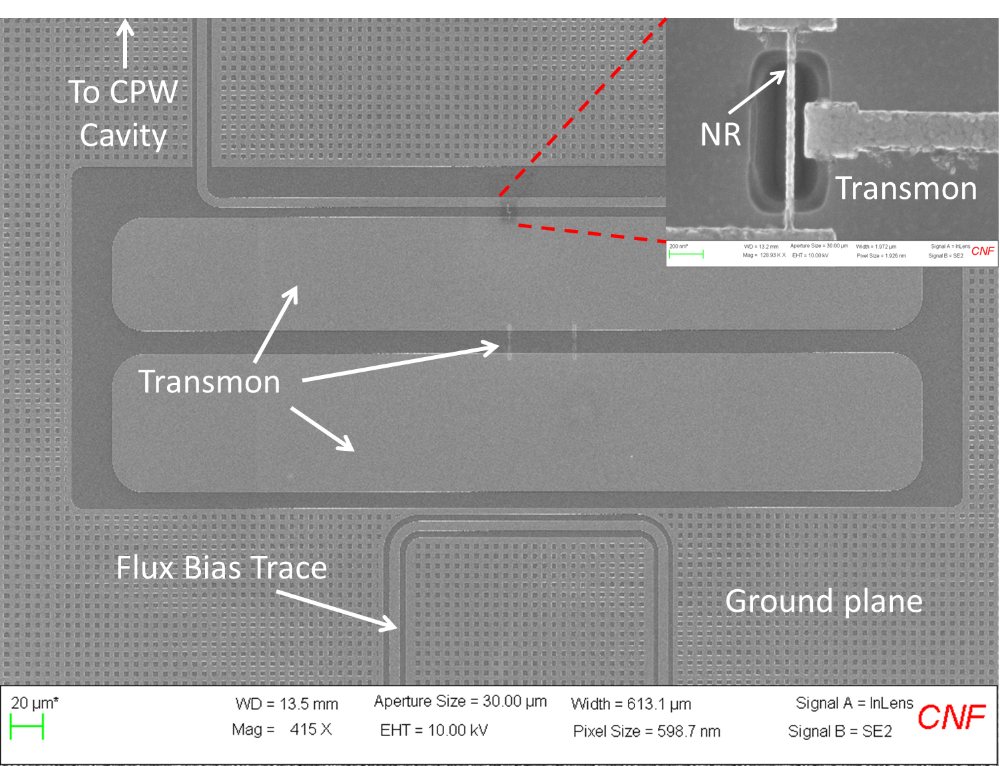 To CPW
Cavity
NR
Transmon
200 nm*
WD = 13.2 mm
Aperture Size = 30.00 µm
Width = 1.972 µm
Signal A = InLens
Mag = 128.93 K X
EHT = 10.00 kV
Pixel Size = 1.926 nm
Signal B = SE2
CNF
Transmon
Flux Bias Trace
Ground plane
20 µm*
WD = 13.5 mm
Aperture Size = 30.00 µm
Width = 613.1 µm
Signal A = InLens
Mag = 415 X
EHT = 10.00 kV
Pixel Size = 598.7 nm
Signal B = SE2
CNF